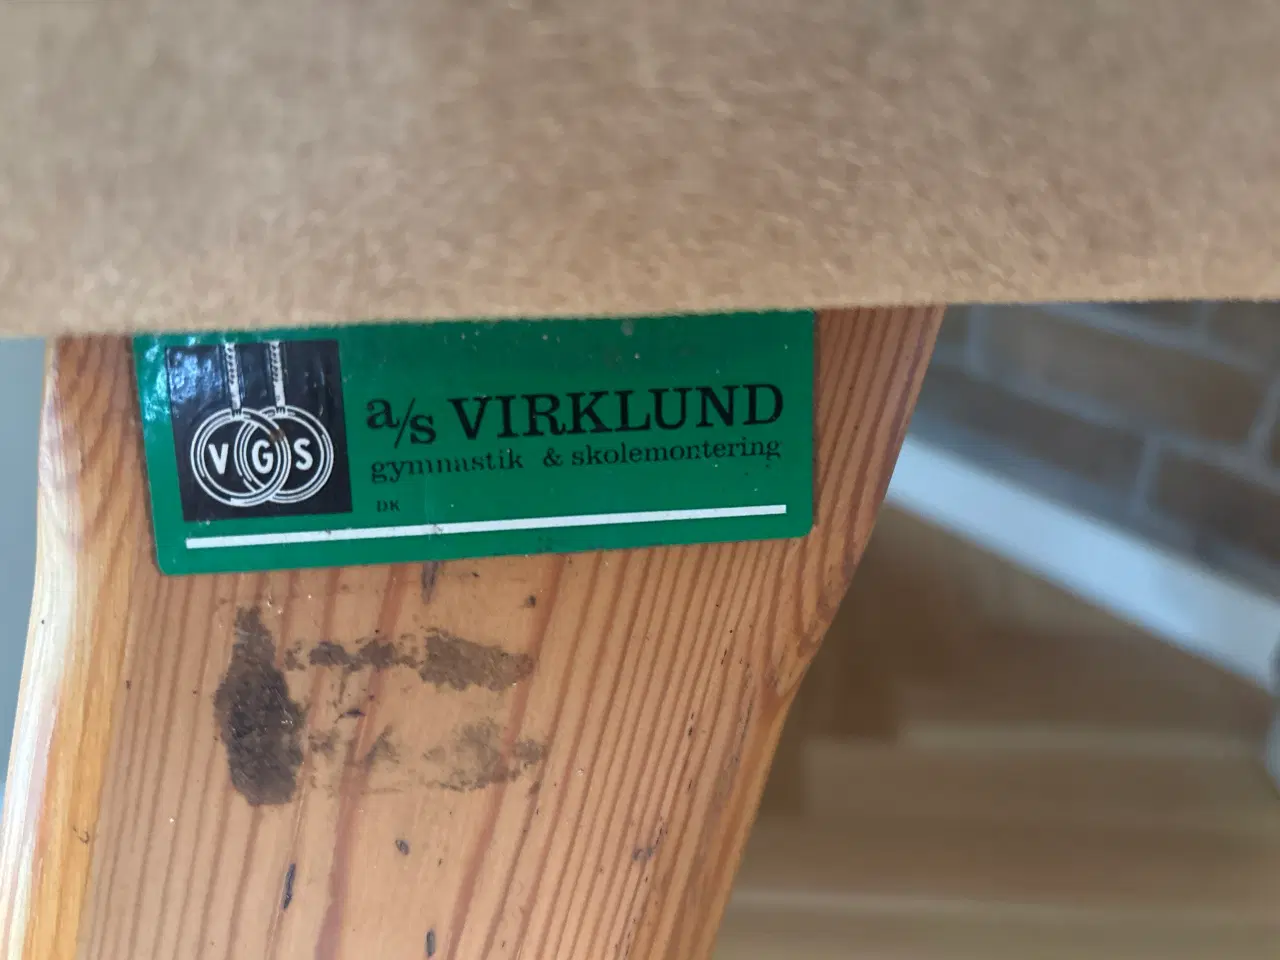 VGS
a/s VIRKLUND
gymnastik & skolemontering
DK